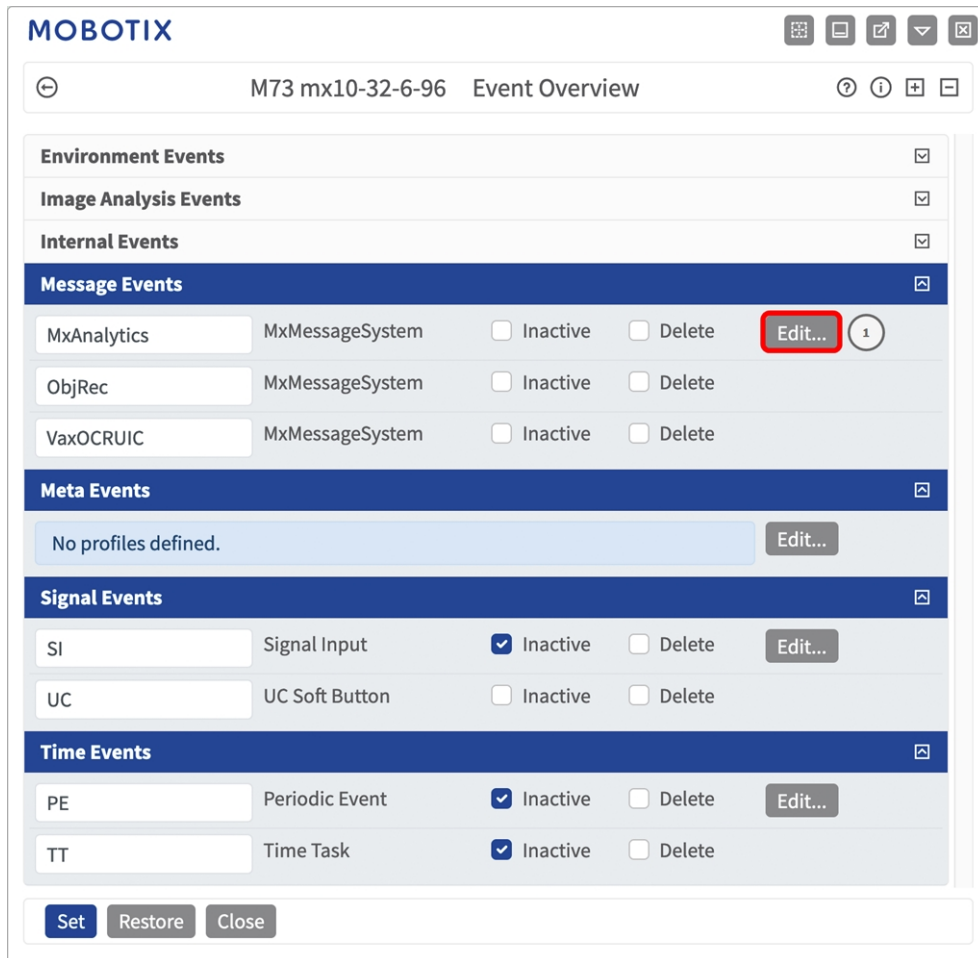 MOBOTIX
M73 mx10-32-6-96 Event Overview
Environment Events
Image Analysis Events
Internal Events
Message Events
MxAnalytics MxMessageSystem Inactive Delete Edit... 1
ObjRec MxMessageSystem Inactive Delete
VaxOCRUIC MxMessageSystem Inactive Delete
Meta Events
No profiles defined. Edit...
Signal Events
SI Signal Input Inactive Delete Edit...
UC UC Soft Button Inactive Delete
Time Events
PE Periodic Event Inactive Delete Edit...
TT Time Task Inactive Delete
Set Restore Close